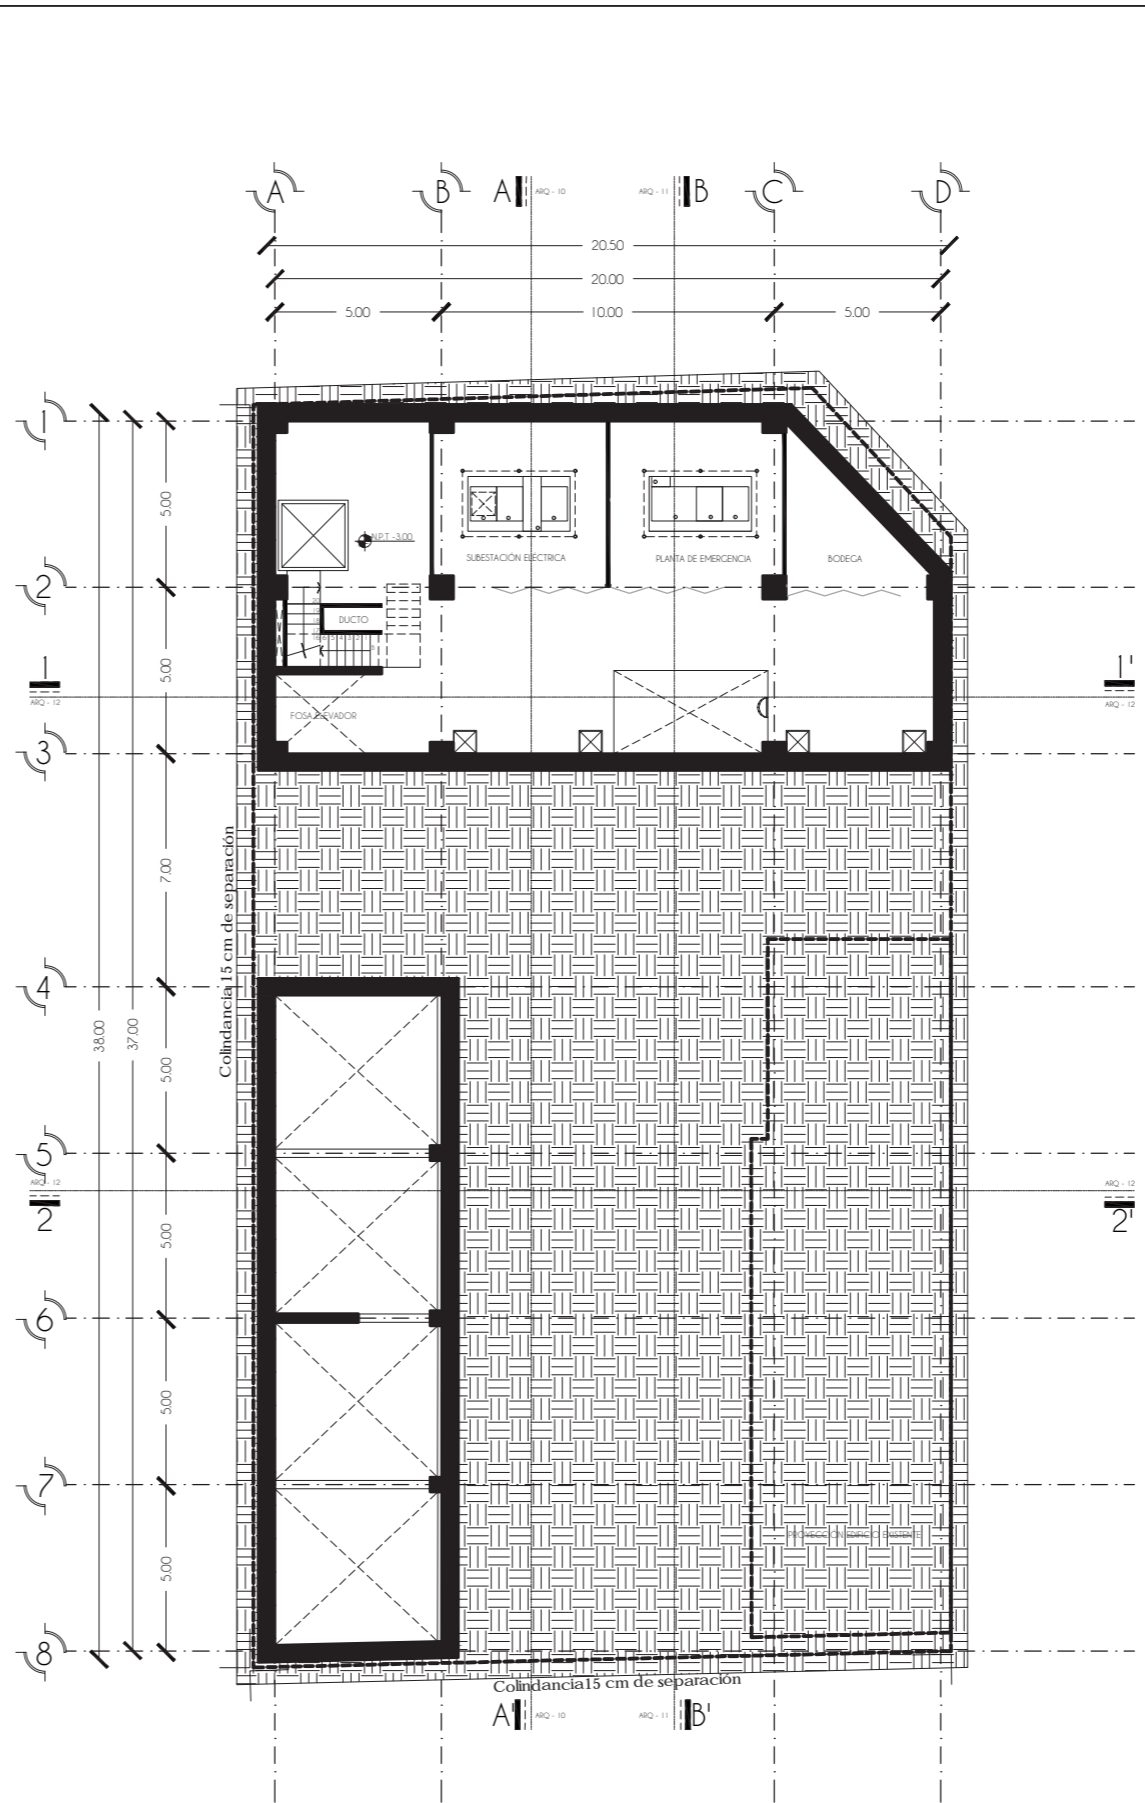 A
B
A
ARQ - 10
ARQ - 11
B
C
D
20.50
20.00
5.00
10.00
5.00
1
5.00
N.P.T -3.00
SUBESTACIÓN ELÉCTRICA
PLANTA DE EMERGENCIA
BODEGA
2
DUCTO
5.00
1
ARQ - 12
1'
ARQ - 12
FOSA ELEVADOR
3
7.00
Colindancia 15 cm de separación
4
38.00
37.00
5.00
5
ARQ - 12
2
ARQ - 12
2'
5.00
6
5.00
7
PROYECCIÓN EDIFICIO EXISTENTE
5.00
8
Colindancia15 cm de separación
A'
ARQ - 10
ARQ - 11
B'